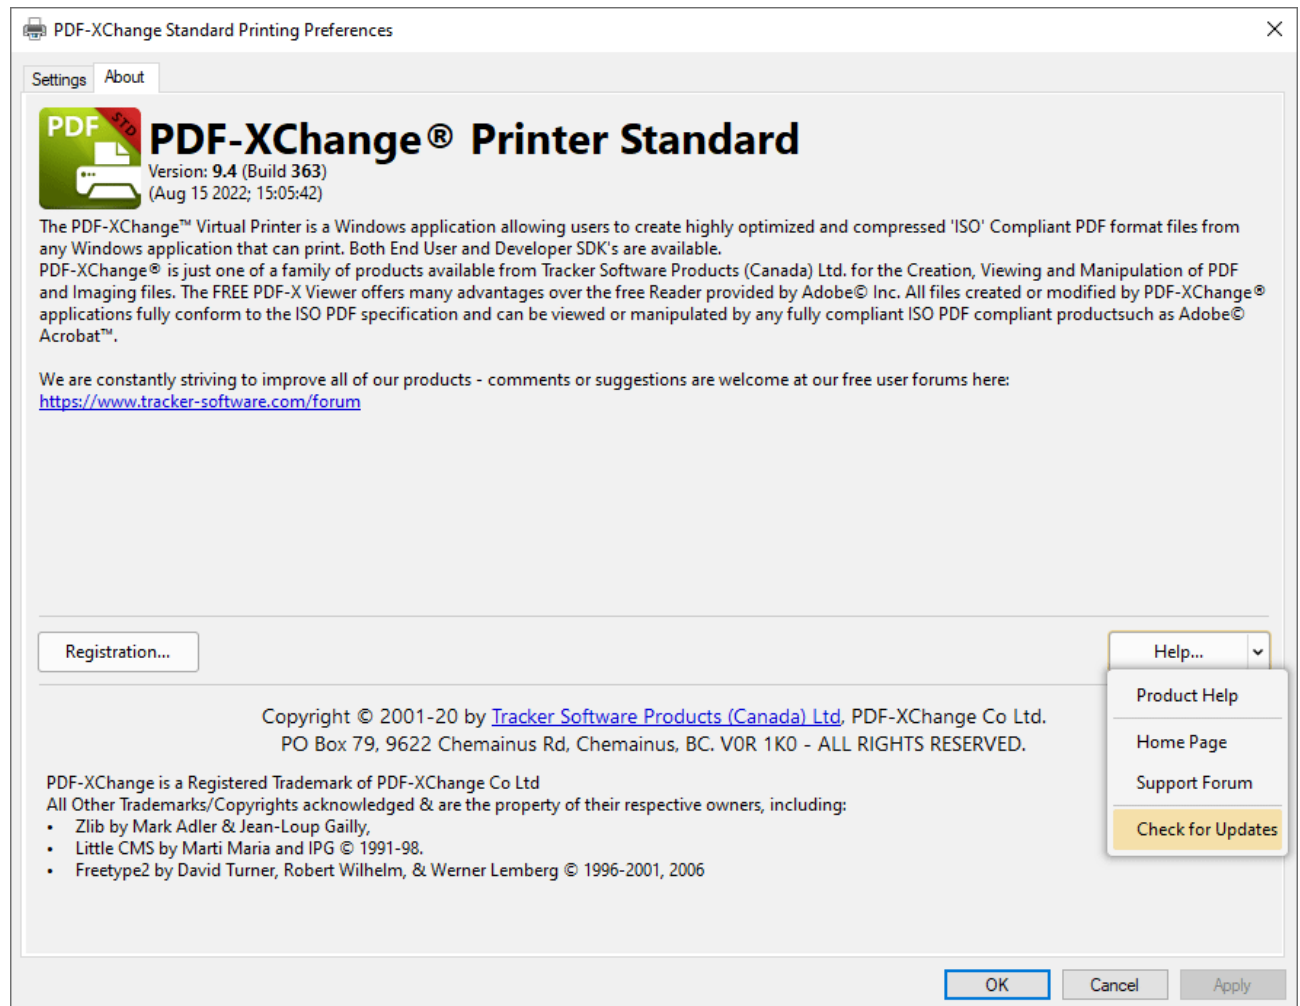 PDF-XChange Standard Printing Preferences
Settings
About
PDF
STD
PDF-XChange® Printer Standard
Version: 9.4 (Build 363)
(Aug 15 2022; 15:05:42)
The PDF-XChange™ Virtual Printer is a Windows application allowing users to create highly optimized and compressed 'ISO' Compliant PDF format files from
any Windows application that can print. Both End User and Developer SDK's are available.
PDF-XChange® is just one of a family of products available from Tracker Software Products (Canada) Ltd. for the Creation, Viewing and Manipulation of PDF
and Imaging files. The FREE PDF-X Viewer offers many advantages over the free Reader provided by Adobe© Inc. All files created or modified by PDF-XChange®
applications fully conform to the ISO PDF specification and can be viewed or manipulated by any fully compliant ISO PDF compliant productsuch as Adobe©
Acrobat™.
We are constantly striving to improve all of our products - comments or suggestions are welcome at our free user forums here:
https://www.tracker-software.com/forum
Registration...
Help...
Product Help
Home Page
Support Forum
Check for Updates
Copyright © 2001-20 by Tracker Software Products (Canada) Ltd, PDF-XChange Co Ltd.
PO Box 79, 9622 Chemainus Rd, Chemainus, BC. V0R 1K0 - ALL RIGHTS RESERVED.
PDF-XChange is a Registered Trademark of PDF-XChange Co Ltd
All Other Trademarks/Copyrights acknowledged & are the property of their respective owners, including:
• Zlib by Mark Adler & Jean-Loup Gailly,
• Little CMS by Marti Maria and IPG © 1991-98.
• Freetype2 by David Turner, Robert Wilhelm, & Werner Lemberg © 1996-2001, 2006
OK
Cancel
Apply